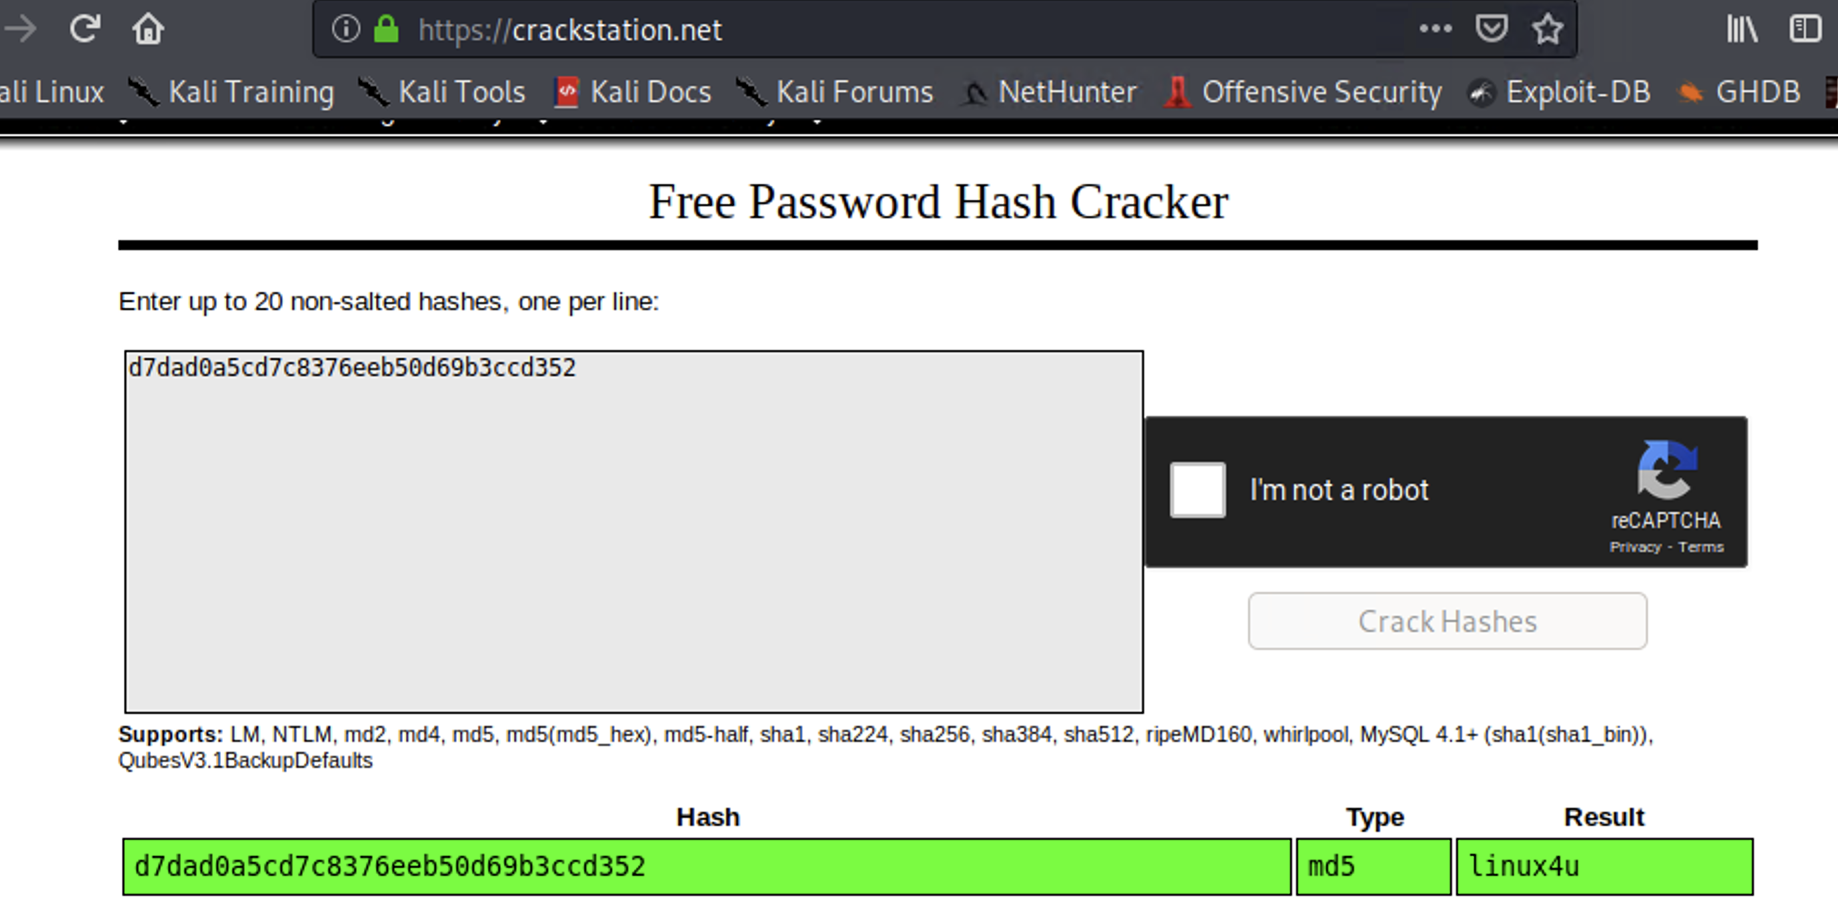 https://crackstation.net
ali Linux Kali Training Kali Tools Kali Docs Kali Forums NetHunter Offensive Security Exploit-DB GHDB
Free Password Hash Cracker
Enter up to 20 non-salted hashes, one per line:
d7dad0a5cd7c8376eeb50d69b3ccd352
I'm not a robot
reCAPTCHA
Privacy - Terms
Crack Hashes
Supports: LM, NTLM, md2, md4, md5, md5(md5_hex), md5-half, sha1, sha224, sha256, sha384, sha512, ripeMD160, whirlpool, MySQL 4.1+ (sha1(sha1_bin)),
QubesV3.1BackupDefaults
Hash Type Result
d7dad0a5cd7c8376eeb50d69b3ccd352 md5 linux4u